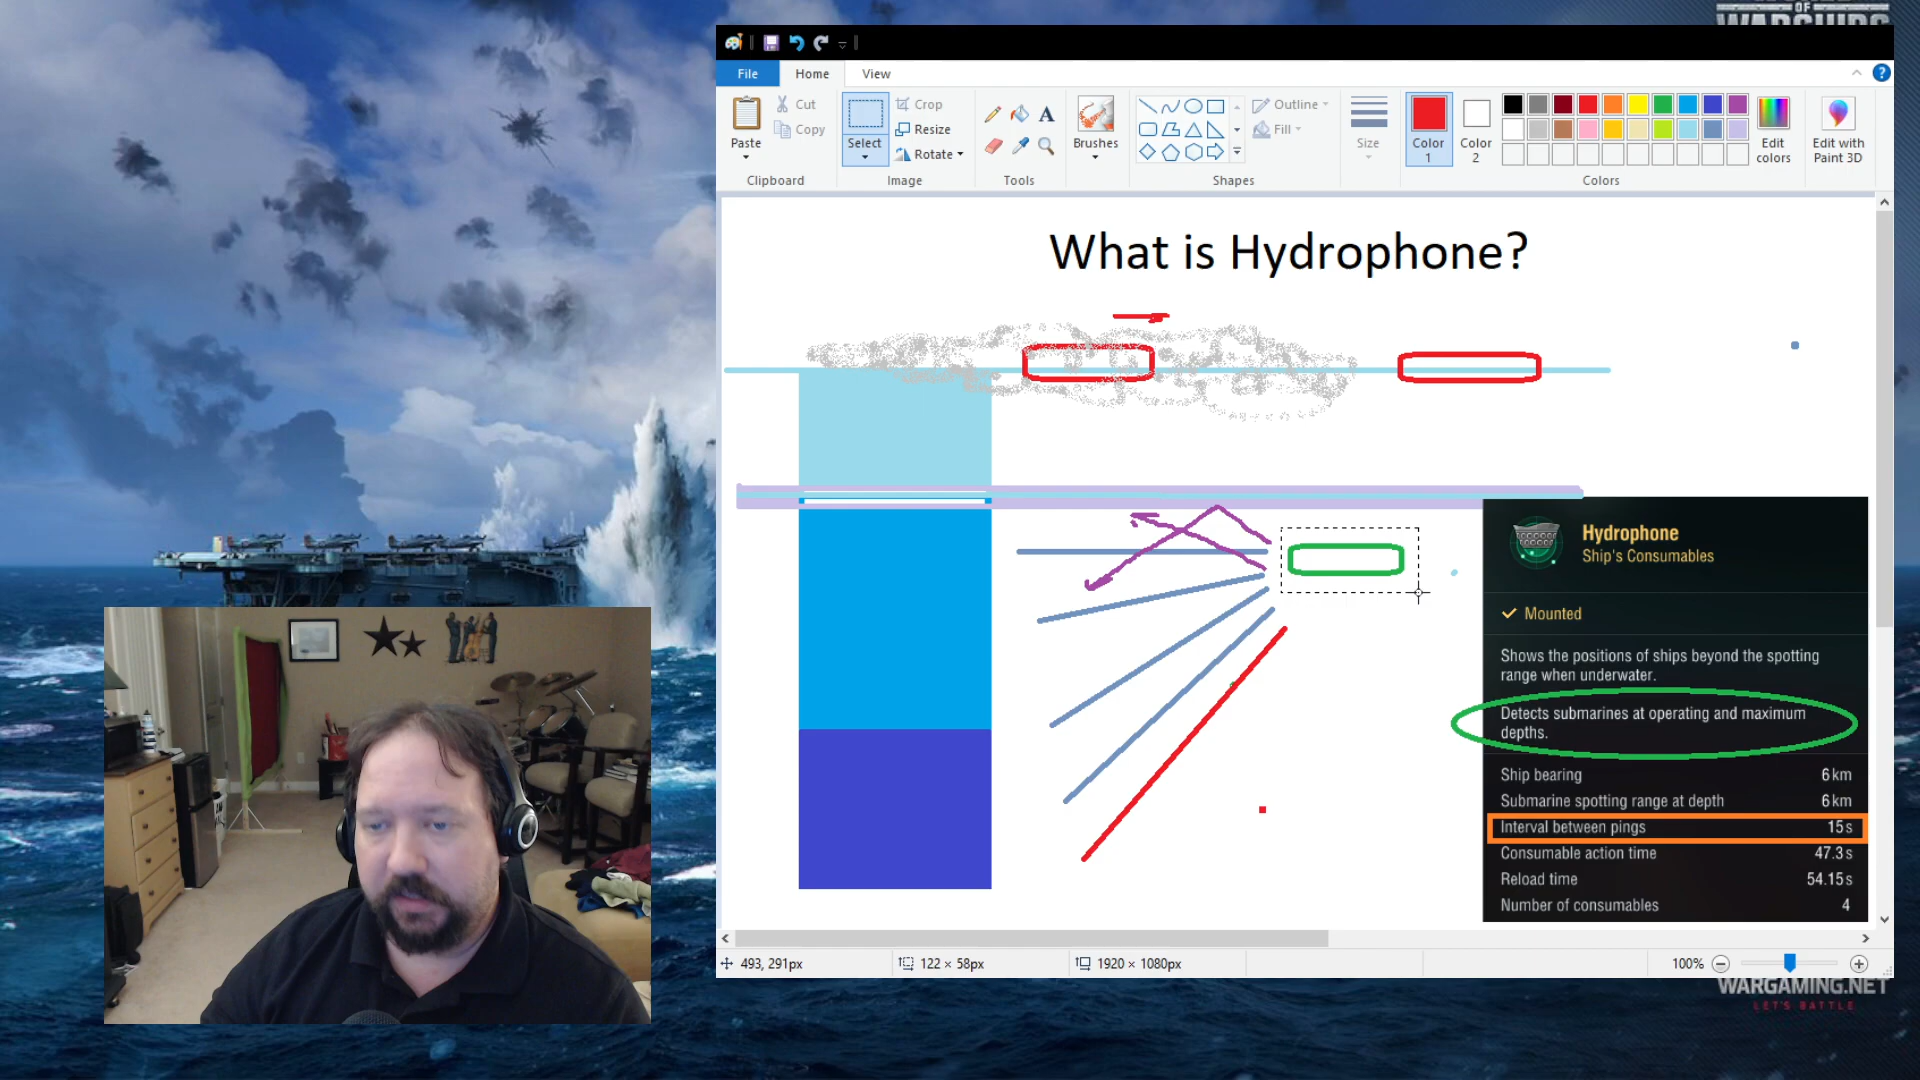 OF
WARSHIPS
File
Home
View
Paste
Cut
Copy
Clipboard
Select
Crop
Resize
Rotate
Image
Tools
Brushes
Outline
Fill
Shapes
Size
Color
1
Color
2
Colors
Edit
colors
Edit with
Paint 3D
What is Hydrophone?
Hydrophone
Ship's Consumables
Mounted
Shows the positions of ships beyond the spotting
range when underwater.
Detects submarines at operating and maximum
depths.
Ship bearing 6 km
Submarine spotting range at depth 6 km
Interval between pings 15 s
Consumable action time 47.3 s
Reload time 54.15 s
Number of consumables 4
493, 291px
122 × 58px
1920 × 1080px
100%
WARGAMING.NET
LET'S BATTLE